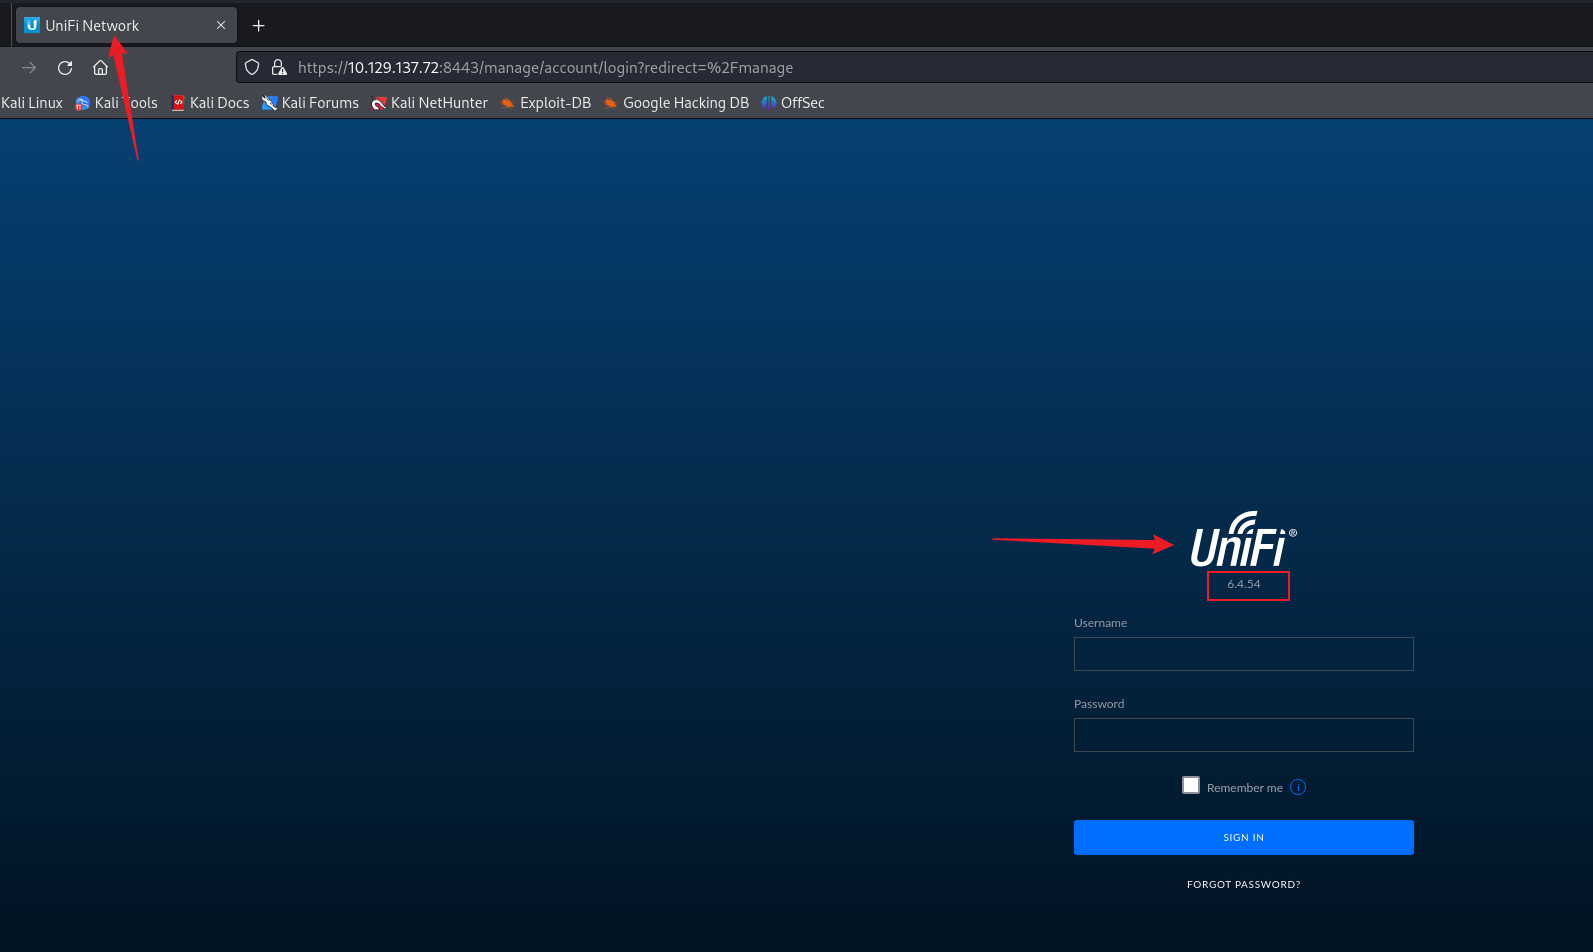 UniFi Network
https://10.129.137.72:8443/manage/account/login?redirect=%2Fmanage
Kali Linux Kali Tools Kali Docs Kali Forums Kali NetHunter Exploit-DB Google Hacking DB OffSec
UniFi®
6.4.54
Username
Password
Remember me
SIGN IN
FORGOT PASSWORD?